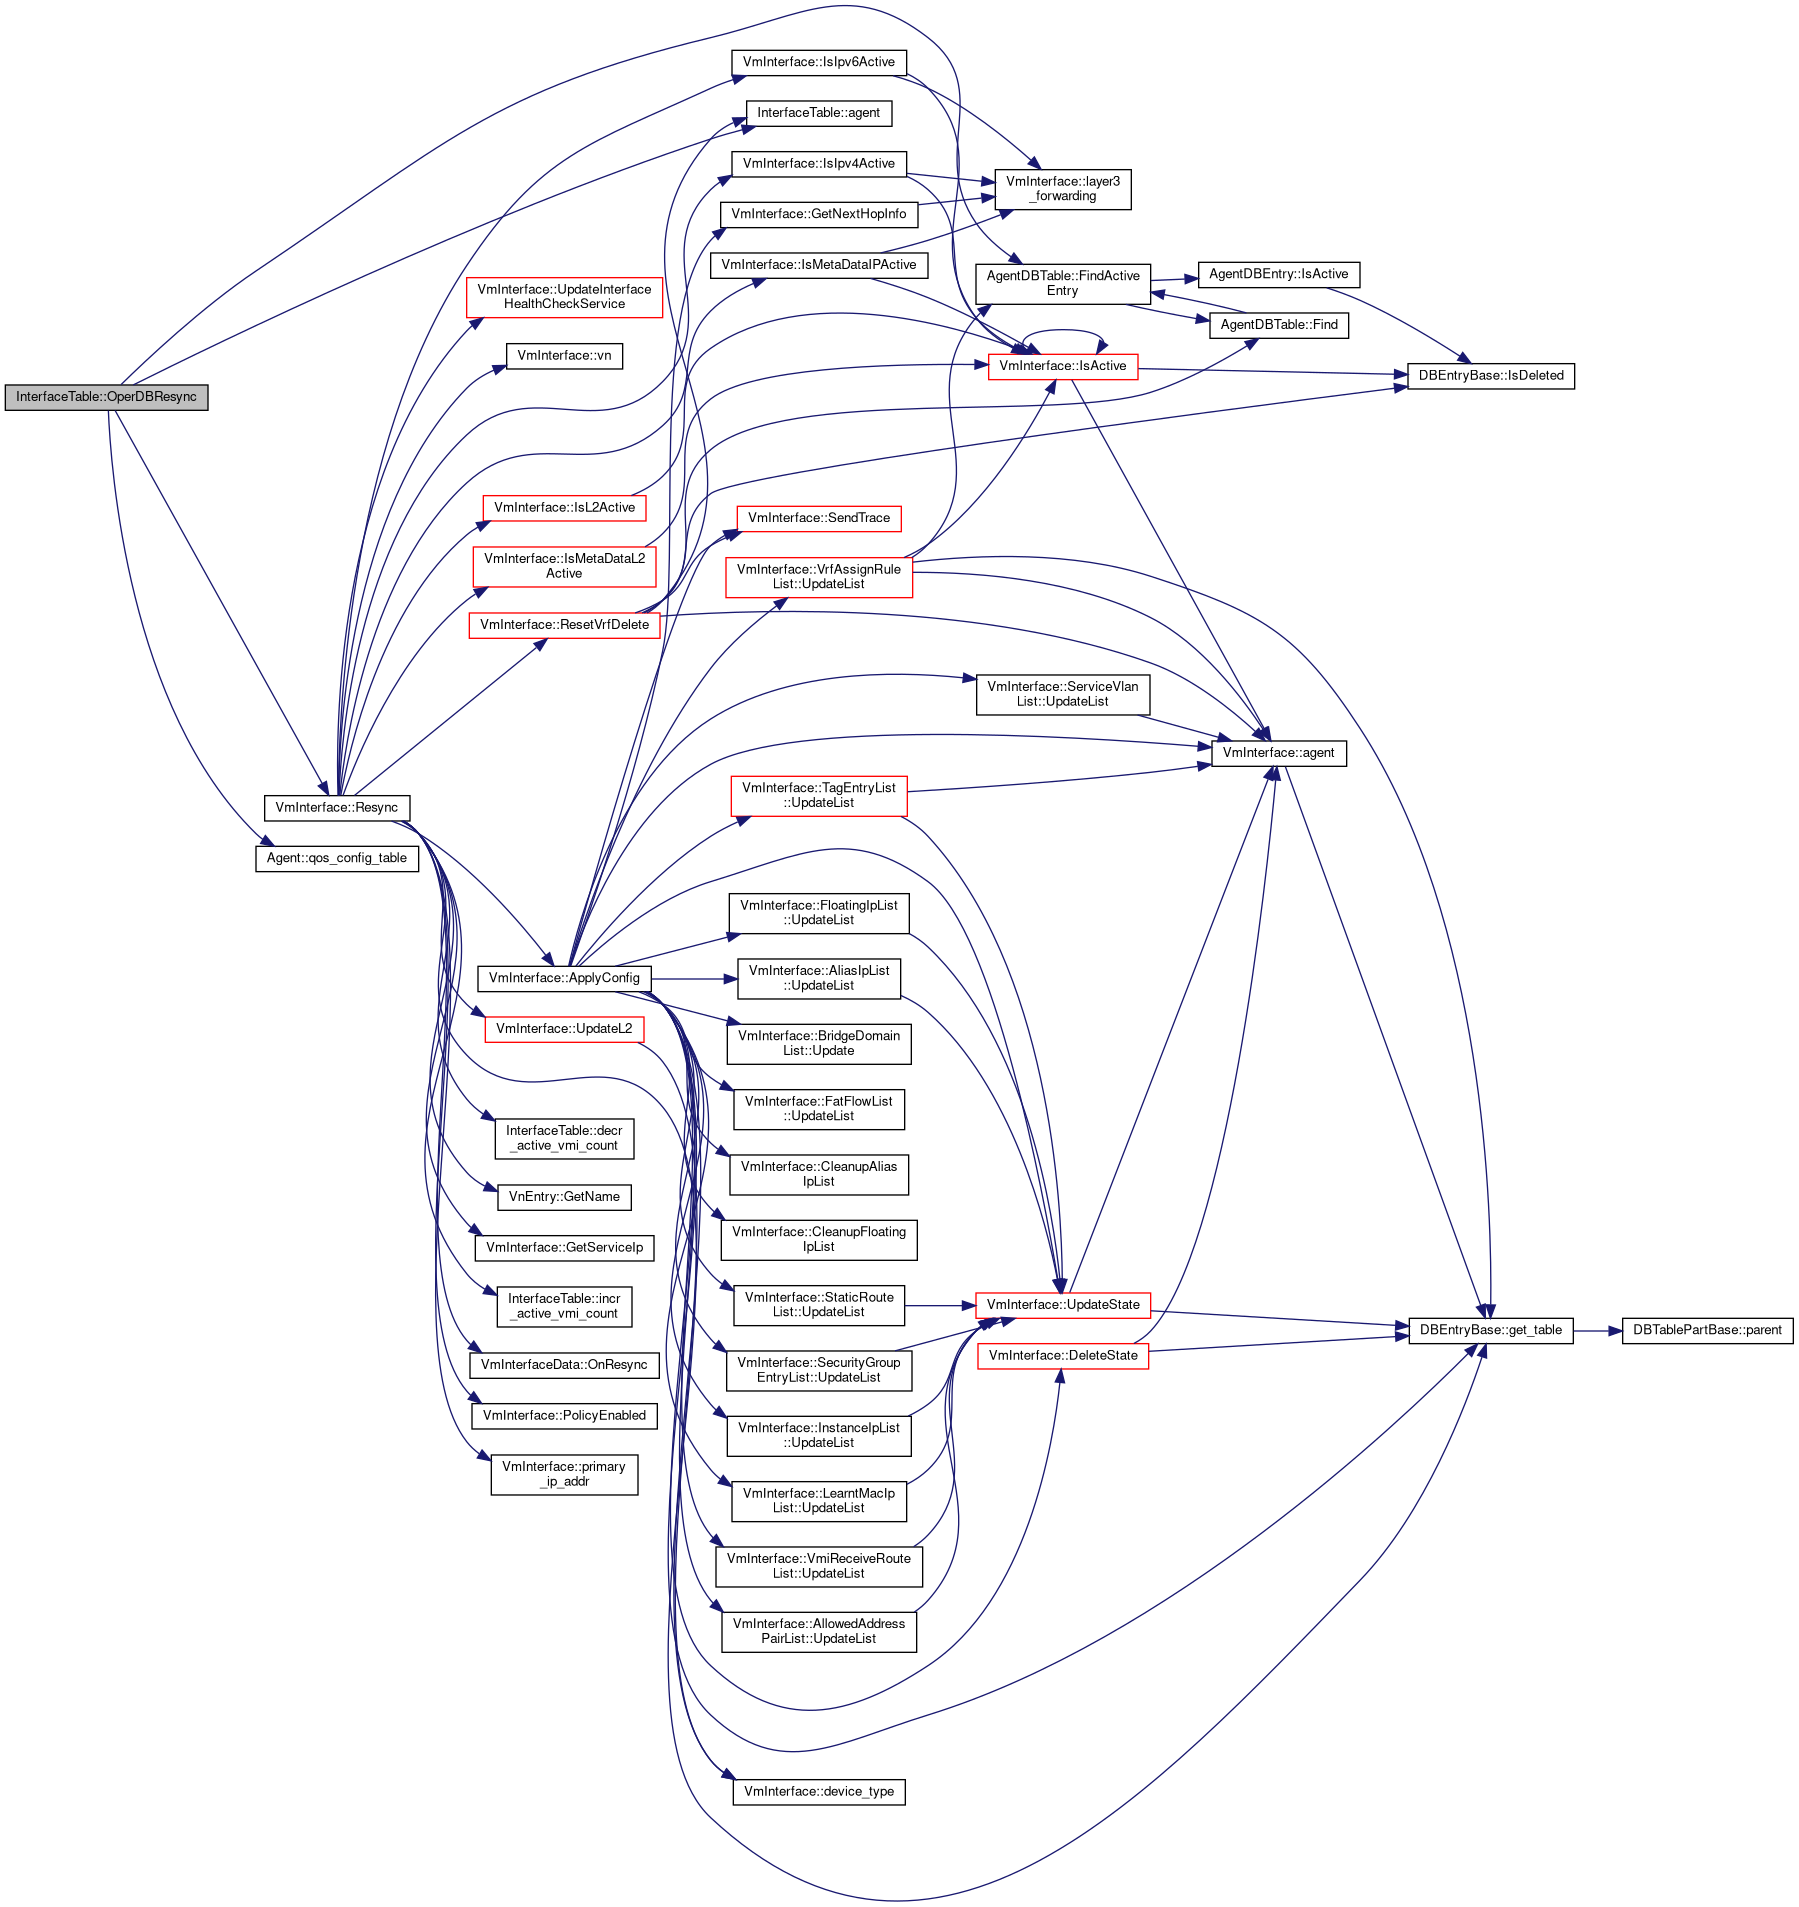 InterfaceTable::OperDBResync
VmInterface::Resync
Agent::qos_config_table
VmInterface::UpdateInterface
HealthCheckService
VmInterface::vn
VmInterface::IsL2Active
VmInterface::IsMetaDataL2
Active
VmInterface::ResetVrfDelete
VmInterface::ApplyConfig
VmInterface::UpdateL2
InterfaceTable::decr
_active_vmi_count
VnEntry::GetName
VmInterface::GetServiceIp
InterfaceTable::incr
_active_vmi_count
VmInterfaceData::OnResync
VmInterface::PolicyEnabled
VmInterface::primary
_ip_addr
VmInterface::IsIpv6Active
InterfaceTable::agent
VmInterface::IsIpv4Active
VmInterface::GetNextHopInfo
VmInterface::IsMetaDataIPActive
VmInterface::SendTrace
VmInterface::VrfAssignRule
List::UpdateList
VmInterface::TagEntryList
::UpdateList
VmInterface::FloatingIpList
::UpdateList
VmInterface::AliasIpList
::UpdateList
VmInterface::BridgeDomain
List::Update
VmInterface::FatFlowList
::UpdateList
VmInterface::CleanupAlias
IpList
VmInterface::CleanupFloating
IpList
VmInterface::StaticRoute
List::UpdateList
VmInterface::SecurityGroup
EntryList::UpdateList
VmInterface::InstanceIpList
::UpdateList
VmInterface::LearntMacIp
List::UpdateList
VmInterface::VmiReceiveRoute
List::UpdateList
VmInterface::AllowedAddress
PairList::UpdateList
VmInterface::device_type
VmInterface::layer3
_forwarding
AgentDBTable::FindActive
Entry
VmInterface::IsActive
VmInterface::ServiceVlan
List::UpdateList
VmInterface::UpdateState
VmInterface::DeleteState
AgentDBEntry::IsActive
AgentDBTable::Find
VmInterface::agent
DBEntryBase::IsDeleted
DBEntryBase::get_table
DBTablePartBase::parent